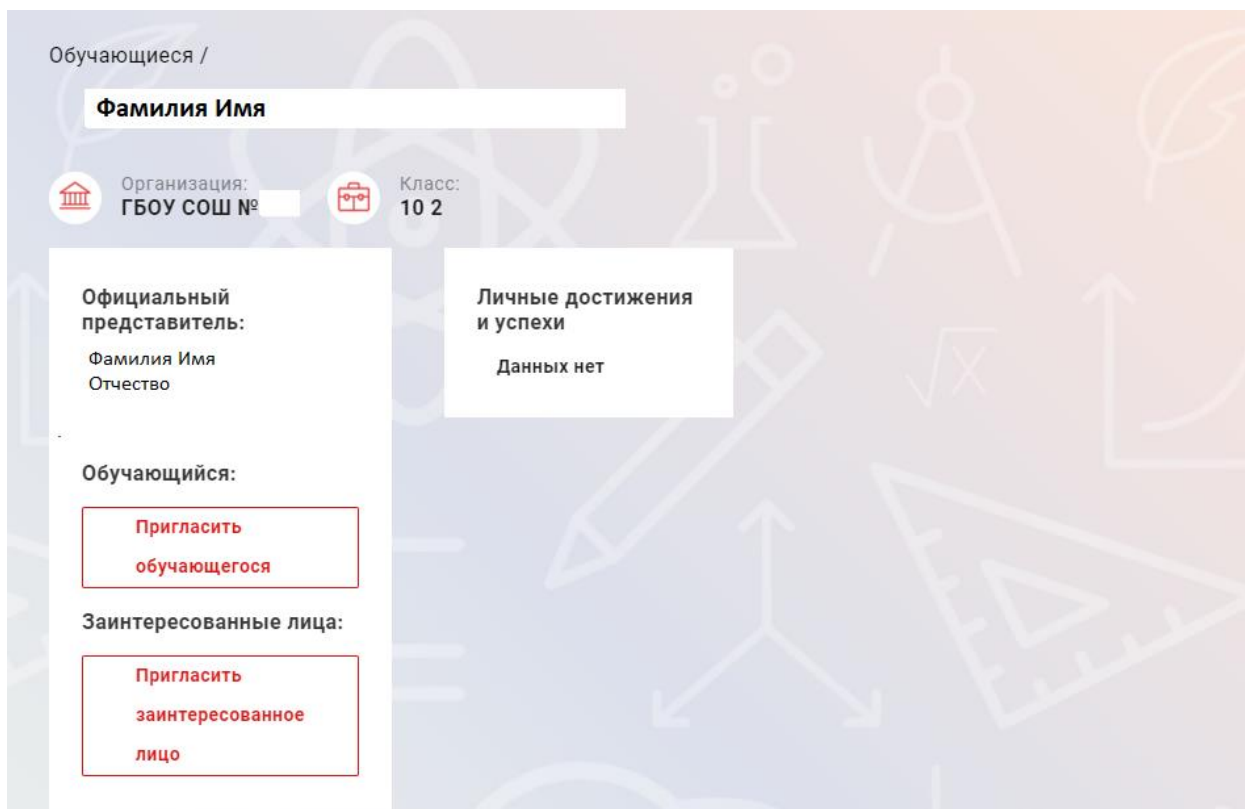 Обучающиеся /
Фамилия Имя
Организация:
ГБОУ СОШ №
Класс:
10 2
Официальный
представитель:
Фамилия Имя
Отчество
Личные достижения
и успехи
Данных нет
Обучающийся:
Пригласить
обучающегося
Заинтересованные лица:
Пригласить
заинтересованное
лицо
√x